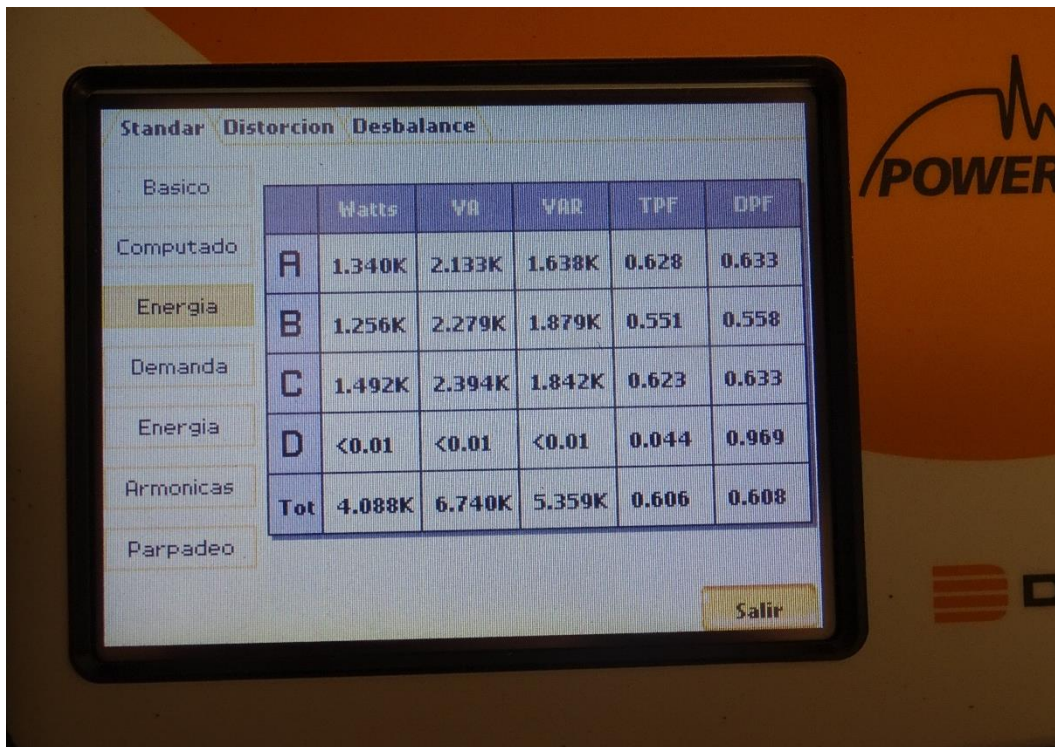 Standar Distorcion Desbalance
Basico
Computado
Energia
Demanda
Energia
Armonicas
Parpadeo
Watts VA VAR TPF DPF
A 1.340K 2.133K 1.638K 0.628 0.633
B 1.256K 2.279K 1.879K 0.551 0.558
C 1.492K 2.394K 1.842K 0.623 0.633
D <0.01 <0.01 <0.01 0.044 0.969
Tot 4.088K 6.740K 5.359K 0.606 0.608
Salir
POWER